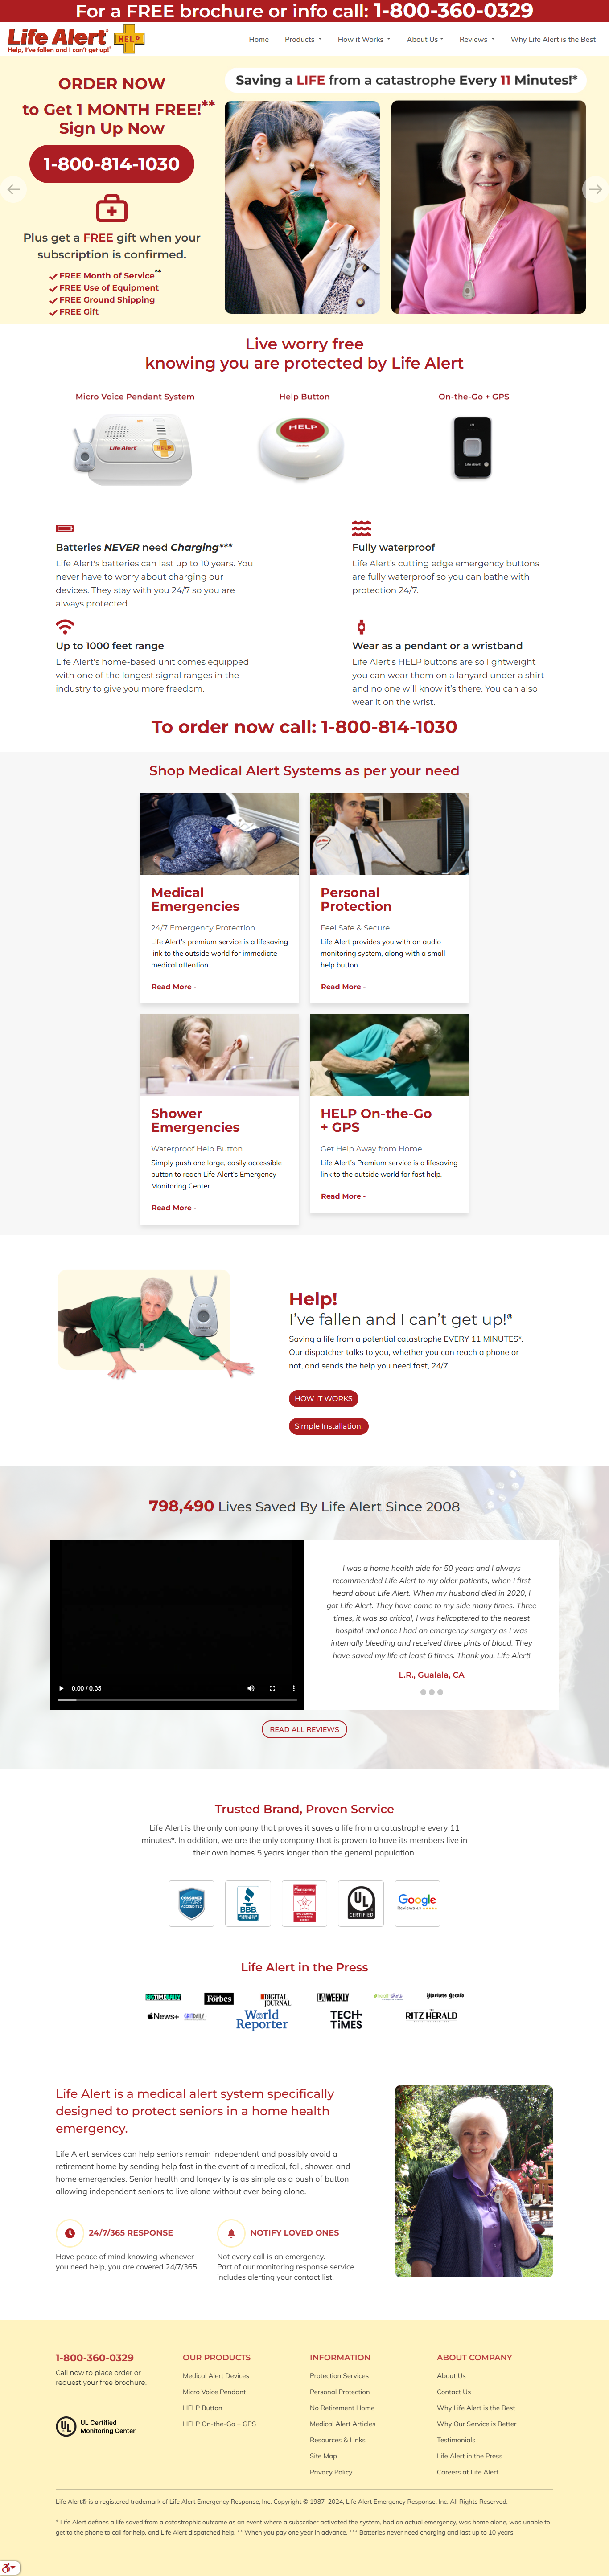 For a FREE brochure or info call: 1-800-360-0329
Life Alert®
HELP
Help, I've fallen and I can't get up!®
Home
Products
How it Works
About Us
Reviews
Why Life Alert is the Best
ORDER NOW
to Get 1 MONTH FREE!**
Sign Up Now
1-800-814-1030
Plus get a FREE gift when your
subscription is confirmed.
FREE Month of Service**
FREE Use of Equipment
FREE Ground Shipping
FREE Gift
Saving a LIFE from a catastrophe Every 11 Minutes!*
Live worry free
knowing you are protected by Life Alert
Micro Voice Pendant System
Help Button
On-the-Go + GPS
Life Alert
HELP
HELP
Life Alert
Batteries NEVER need Charging***
Life Alert's batteries can last up to 10 years. You
never have to worry about charging our
devices. They stay with you 24/7 so you are
always protected.
Fully waterproof
Life Alert's cutting edge emergency buttons
are fully waterproof so you can bathe with
protection 24/7.
Up to 1000 feet range
Life Alert's home-based unit comes equipped
with one of the longest signal ranges in the
industry to give you more freedom.
Wear as a pendant or a wristband
Life Alert's HELP buttons are so lightweight
you can wear them on a lanyard under a shirt
and no one will know it's there. You can also
wear it on the wrist.
To order now call: 1-800-814-1030
Shop Medical Alert Systems as per your need
Medical
Emergencies
24/7 Emergency Protection
Life Alert's premium service is a lifesaving
link to the outside world for immediate
medical attention.
Read More -
Personal
Protection
Feel Safe & Secure
Life Alert provides you with an audio
monitoring system, along with a small
help button.
Read More -
Shower
Emergencies
Waterproof Help Button
Simply push one large, easily accessible
button to reach Life Alert's Emergency
Monitoring Center.
Read More -
HELP On-the-Go
+ GPS
Get Help Away from Home
Life Alert's Premium service is a lifesaving
link to the outside world for fast help.
Read More -
Help!
I've fallen and I can't get up!®
Saving a life from a potential catastrophe EVERY 11 MINUTES*.
Our dispatcher talks to you, whether you can reach a phone or
not, and sends the help you need fast, 24/7.
HOW IT WORKS
Simple Installation!
798,490 Lives Saved By Life Alert Since 2008
0:00 / 0:35
I was a home health aide for 50 years and I always
recommended Life Alert to my older patients, when I first
heard about Life Alert. When my husband died in 2020, I
got Life Alert. They have come to my side many times. Three
times, it was so critical, I was helicoptered to the nearest
hospital and once I had an emergency surgery as I was
internally bleeding and received three pints of blood. They
have saved my life at least 6 times. Thank you, Life Alert!
L.R., Gualala, CA
READ ALL REVIEWS
Trusted Brand, Proven Service
Life Alert is the only company that proves it saves a life from a catastrophe every 11
minutes*. In addition, we are the only company that is proven to have its members live in
their own homes 5 years longer than the general population.
CONSUMER
AFFAIRS
ACCREDITED
BBB
UL
CERTIFIED
Google
Life Alert in the Press
Forbes
DIGITAL
JOURNAL
LA WEEKLY
Markets Herald
News+
World
Reporter
TECH
TIMES
RITZ HERALD
Life Alert is a medical alert system specifically
designed to protect seniors in a home health
emergency.
Life Alert services can help seniors remain independent and possibly avoid a
retirement home by sending help fast in the event of a medical, fall, shower, and
home emergencies. Senior health and longevity is as simple as a push of button
allowing independent seniors to live alone without ever being alone.
24/7/365 RESPONSE
Have peace of mind knowing whenever
you need help, you are covered 24/7/365.
NOTIFY LOVED ONES
Not every call is an emergency.
Part of our monitoring response service
includes alerting your contact list.
1-800-360-0329
Call now to place order or
request your free brochure.
UL
UL Certified
Monitoring Center
OUR PRODUCTS
Medical Alert Devices
Micro Voice Pendant
HELP Button
HELP On-the-Go + GPS
INFORMATION
Protection Services
Personal Protection
No Retirement Home
Medical Alert Articles
Resources & Links
Site Map
Privacy Policy
ABOUT COMPANY
About Us
Contact Us
Why Life Alert is the Best
Why Our Service is Better
Testimonials
Life Alert in the Press
Careers at Life Alert
Life Alert® is a registered trademark of Life Alert Emergency Response, Inc. Copyright © 1987–2024, Life Alert Emergency Response, Inc. All Rights Reserved.
* Life Alert defines a life saved from a catastrophic outcome as an event where a subscriber activated the system, had an actual emergency, was home alone, was unable to
get to the phone to call for help, and Life Alert dispatched help. ** When you pay one year in advance. *** Batteries never need charging and last up to 10 years